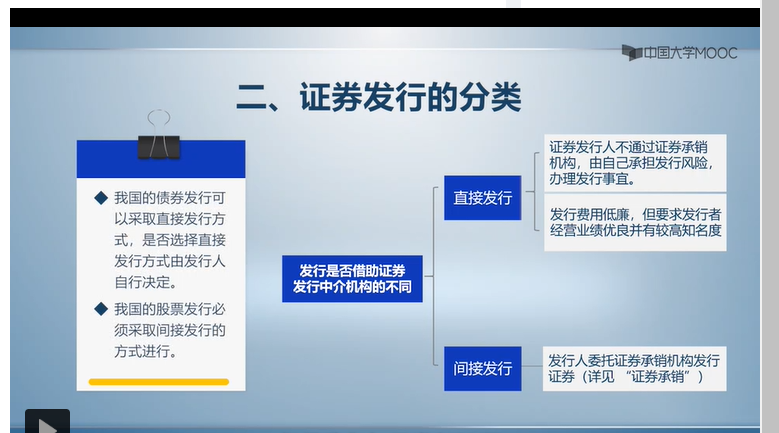 中国大学MOOC
二、证券发行的分类
◆ 我国的债券发行可
以采取直接发行方
式，是否选择直接
发行方式由发行人
自行决定。
◆ 我国的股票发行必
须采取间接发行的
方式进行。
发行是否借助证券
发行中介机构的不同
直接发行
证券发行人不通过证券承销
机构，由自己承担发行风险，
办理发行事宜。
发行费用低廉，但要求发行者
经营业绩优良并有较高知名度
间接发行
发行人委托证券承销机构发行
证券（详见 “证券承销”）